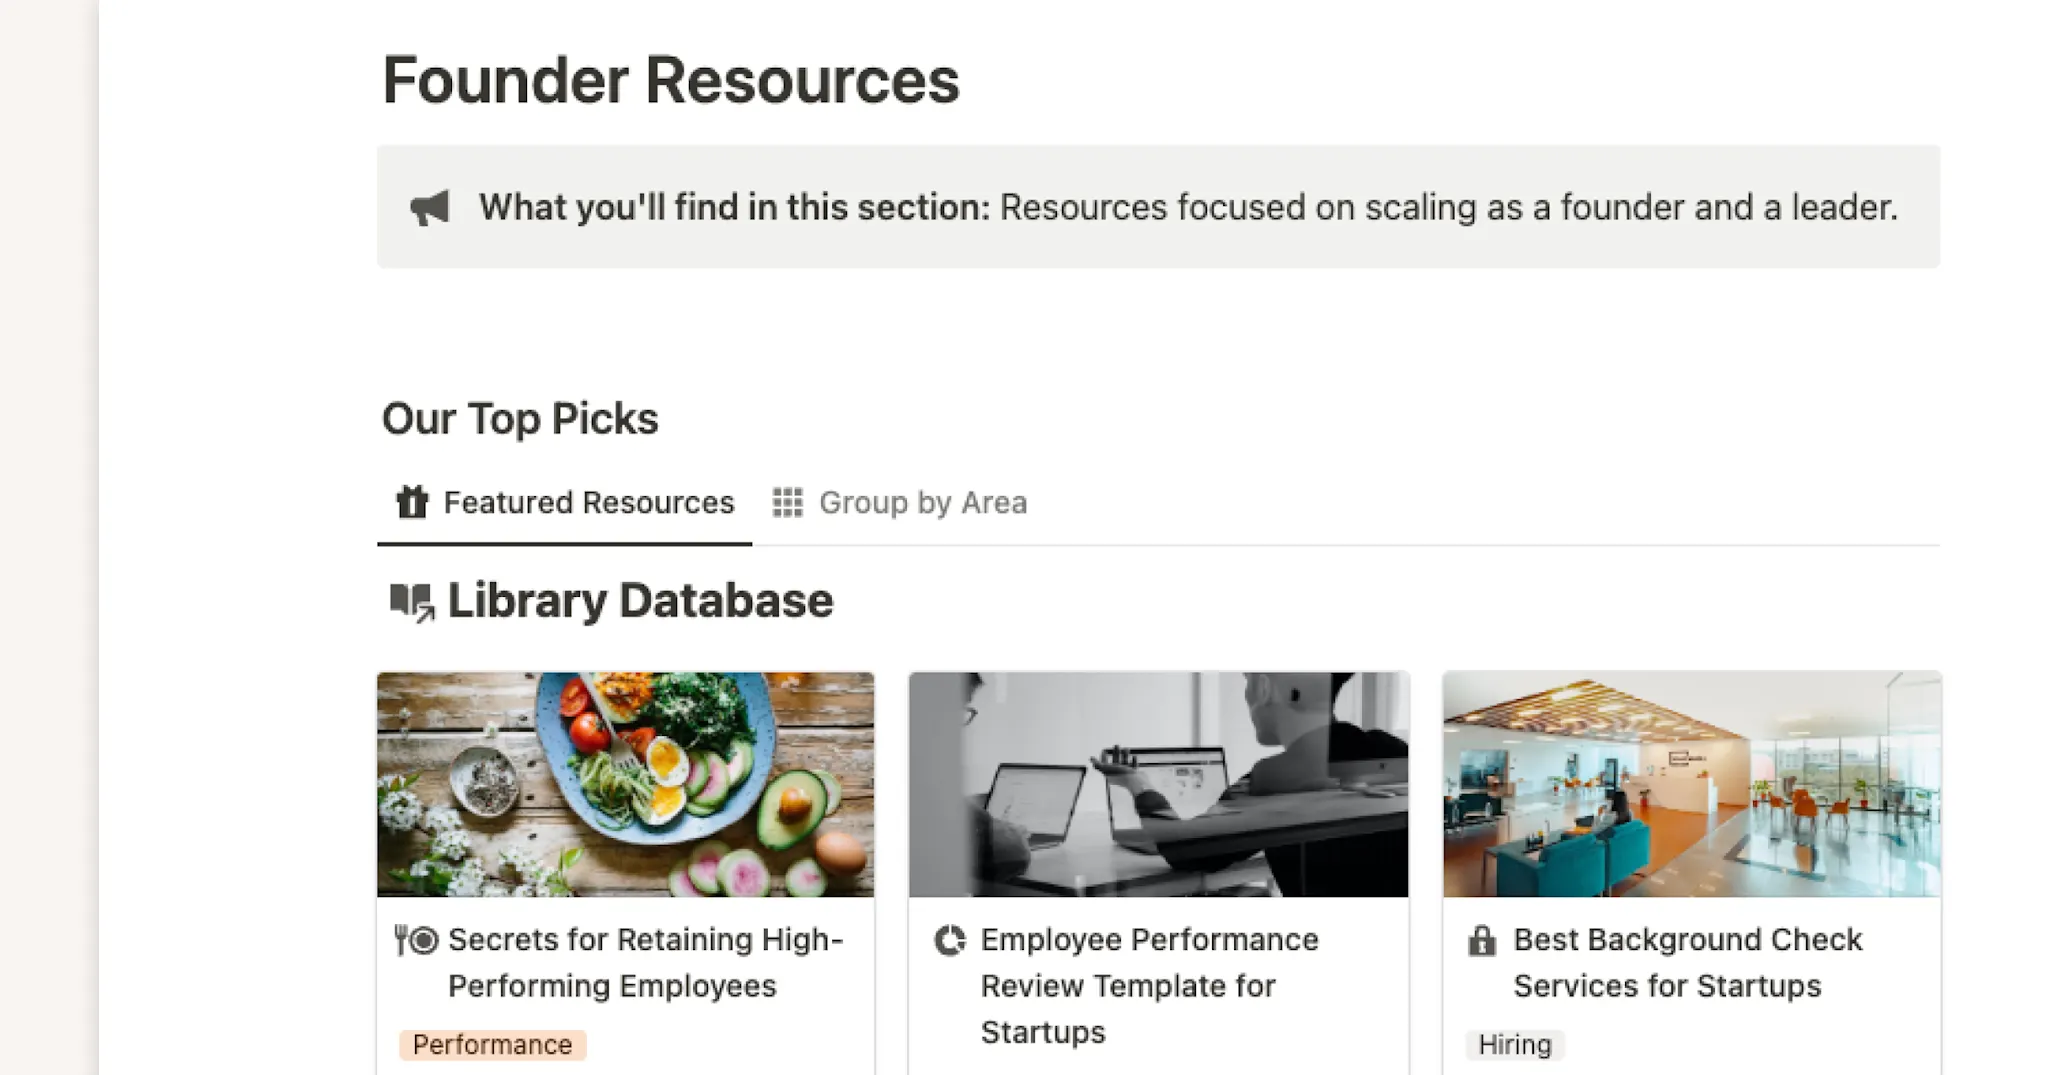 Founder Resources
What you'll find in this section: Resources focused on scaling as a founder and a leader.
Our Top Picks
Featured Resources
Group by Area
Library Database
Secrets for Retaining High-
Performing Employees
Performance
Employee Performance
Review Template for
Startups
Best Background Check
Services for Startups
Hiring